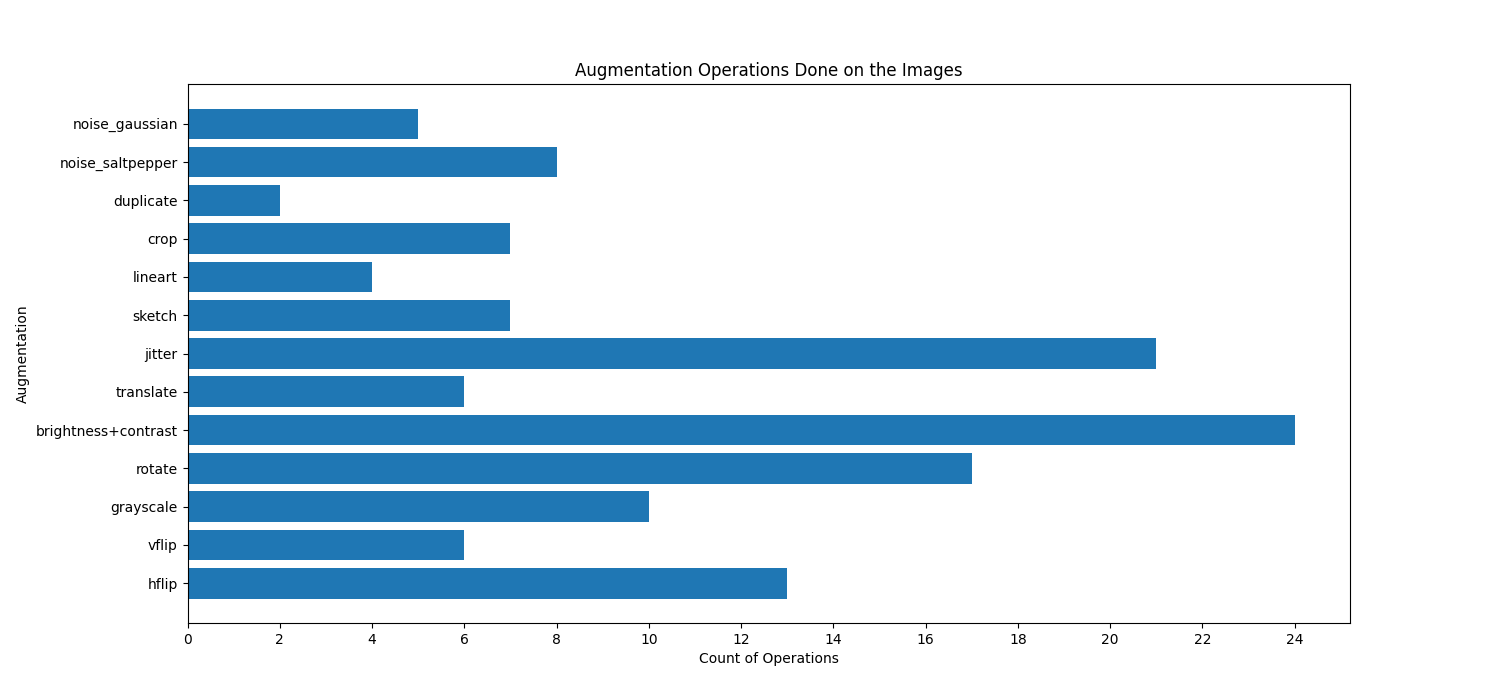 Augmentation Operations Done on the Images
noise_gaussian
noise_saltpepper
duplicate
crop
lineart
sketch
jitter
translate
brightness+contrast
rotate
grayscale
vflip
hflip
Augmentation
0 2 4 6 8 10 12 14 16 18 20 22 24
Count of Operations